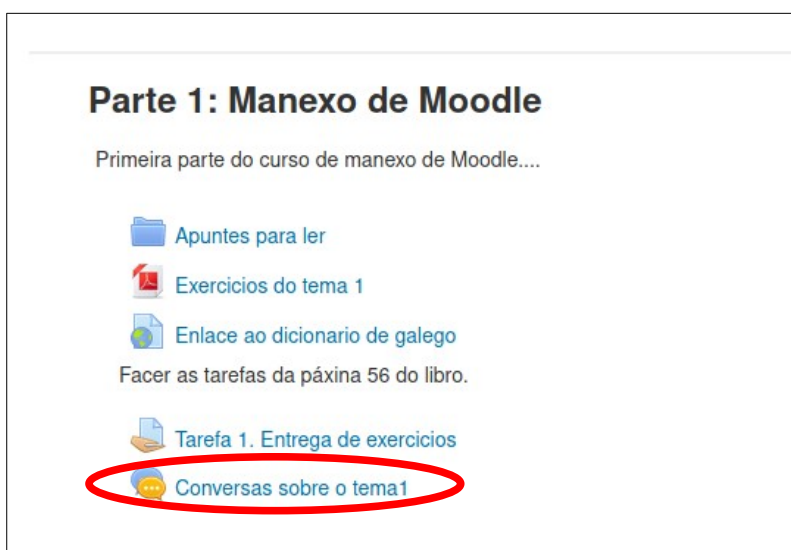 Parte 1: Manexo de Moodle
Primeira parte do curso de manexo de Moodle....
Apuntes para ler
Exercicios do tema 1
Enlace ao dicionario de galego
Facer as tarefas da páxina 56 do libro.
Tarefa 1. Entrega de exercicios
Conversas sobre o tema1